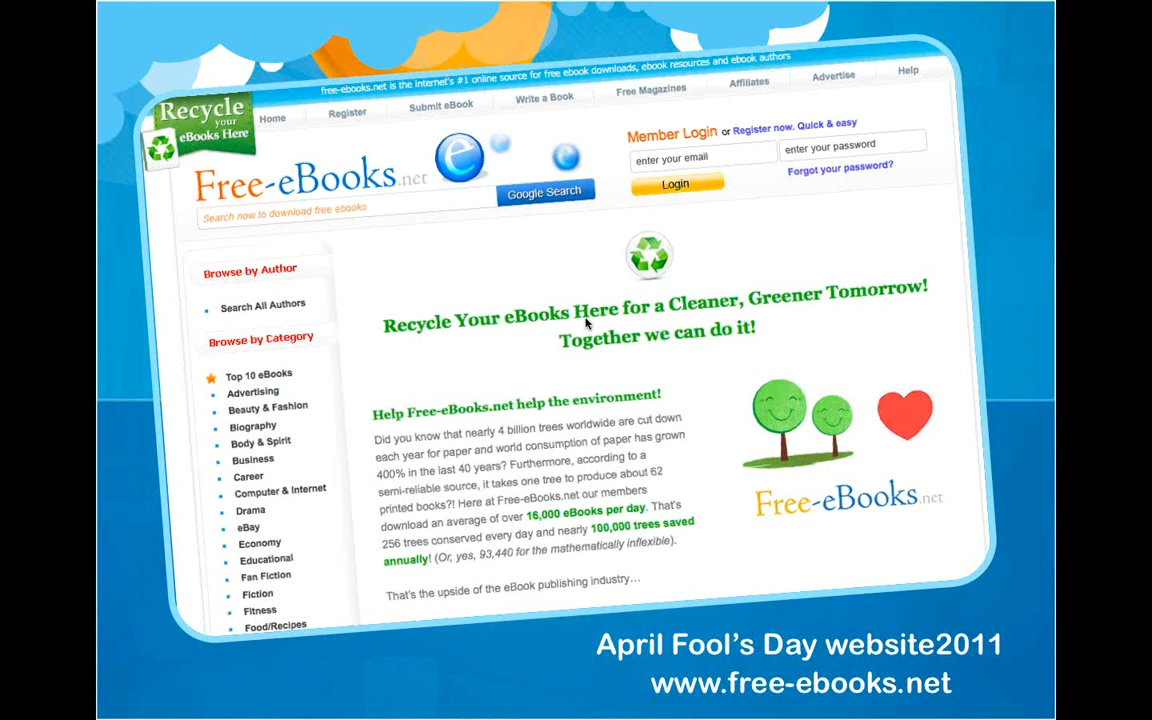 free-ebooks.net is the internet's #1 online source for free ebook downloads, ebook resources and ebook authors
Recycle
your
eBooks Here
Home Register Submit eBook Write a Book Free Magazines Affiliates Advertise Help
Free-eBooks.net
e
Search now to download free ebooks
Google Search
Member Login or Register now. Quick & easy
enter your email enter your password
Login Forgot your password?
Browse by Author
Search All Authors
Browse by Category
Top 10 eBooks
Advertising
Beauty & Fashion
Biography
Body & Spirit
Business
Career
Computer & Internet
Drama
eBay
Economy
Educational
Fan Fiction
Fiction
Fitness
Food/Recipes
Recycle Your eBooks Here for a Cleaner, Greener Tomorrow!
Together we can do it!
Help Free-eBooks.net help the environment!
Did you know that nearly 4 billion trees worldwide are cut down
each year for paper and world consumption of paper has grown
400% in the last 40 years? Furthermore, according to a
semi-reliable source, it takes one tree to produce about 62
printed books?! Here at Free-eBooks.net our members
download an average of over 16,000 eBooks per day. That's
256 trees conserved every day and nearly 100,000 trees saved
annually! (Or, yes, 93,440 for the mathematically inflexible).
That's the upside of the eBook publishing industry...
Free-eBooks.net
April Fool's Day website2011
www.free-ebooks.net